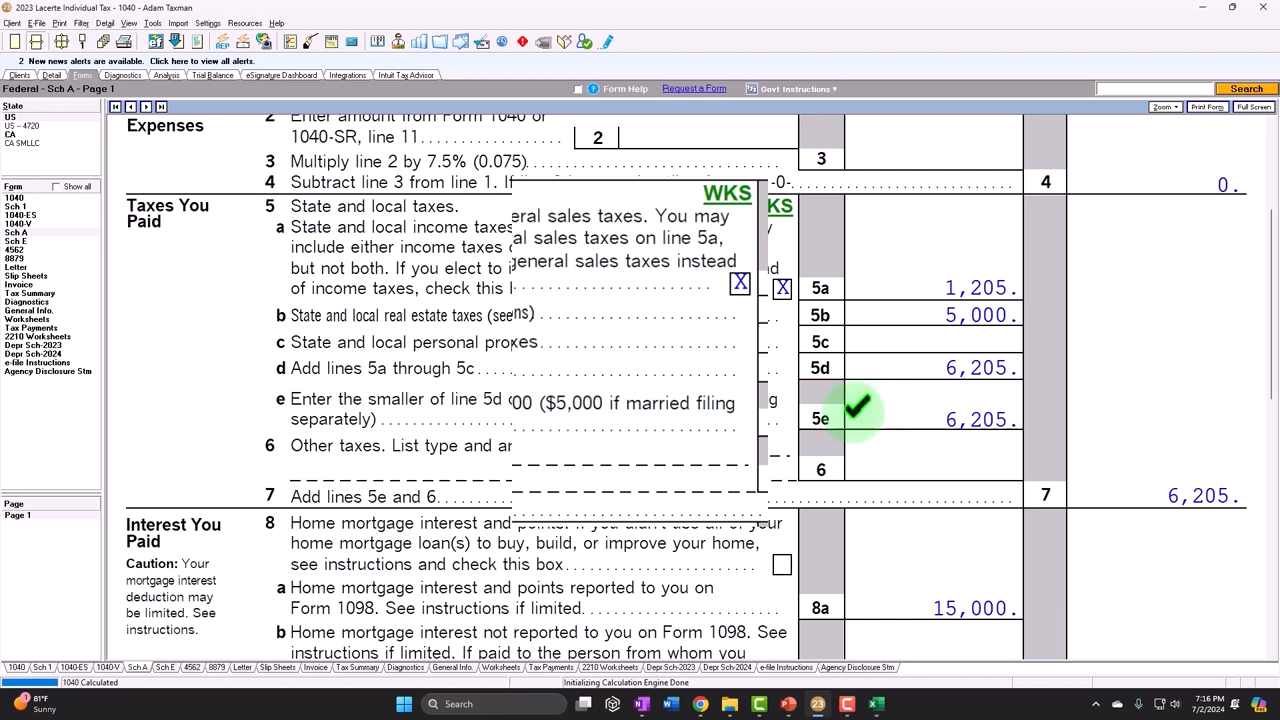 2023 Lacerte Individual Tax - 1040 - Adam Taxman
Client E-File Print Filter Detail View Tools Import Settings Resources Help
REP
2 New news alerts are available. Click here to view all alerts.
Clients Detail Forms Diagnostics Analysis Trial Balance eSignature Dashboard Integrations Intuit Tax Advisor
Federal - Sch A - Page 1
Form Help Request a Form Govt Instructions Search
Zoom Print Form Full Screen
State
US
US – 4720
CA
CA SMLLC
Form Show all
1040
Sch 1
1040-ES
1040-V
Sch A
Sch E
4562
8879
Letter
Slip Sheets
Invoice
Tax Summary
Diagnostics
General Info.
Worksheets
Tax Payments
2210 Worksheets
Depr Sch-2023
Depr Sch-2024
e-file Instructions
Agency Disclosure Stm
Page
Page 1
Expenses
2 Enter amount from Form 1040 or
1040-SR, line 11 2
3 Multiply line 2 by 7.5% (0.075) 3
4 Subtract line 3 from line 1. If -0- 4 0.
Taxes You
Paid
5 State and local taxes.
a State and local income taxes
include either income taxes
but not both. If you elect to i
of income taxes, check this X 5a 1,205.
b State and local real estate taxes (see 5b 5,000.
c State and local personal pro 5c
d Add lines 5a through 5c 5d 6,205.
e Enter the smaller of line 5d
separately) 5e 6,205.
6 Other taxes. List type and 6
7 Add lines 5e and 6 7 6,205.
WKS
KS
eral sales taxes. You may
al sales taxes on line 5a,
general sales taxes instead
X
ns)
xes
00 ($5,000 if married filing
Interest You
Paid
Caution: Your
mortgage interest
deduction may
be limited. See
instructions.
8 Home mortgage interest and points. If you didn't use all of your
home mortgage loan(s) to buy, build, or improve your home,
see instructions and check this box
a Home mortgage interest and points reported to you on
Form 1098. See instructions if limited 8a 15,000.
b Home mortgage interest not reported to you on Form 1098. See
instructions if limited. If paid to the person from whom you
1040 Sch 1 1040-ES 1040-V Sch A Sch E 4562 8879 Letter Slip Sheets Invoice Tax Summary Diagnostics General Info. Worksheets Tax Payments 2210 Worksheets Depr Sch-2023 Depr Sch-2024 e-file Instructions Agency Disclosure Stm
1040 Calculated Initializing Calculation Engine Done
1
81°F
Sunny
Search
23
7:16 PM
7/2/2024